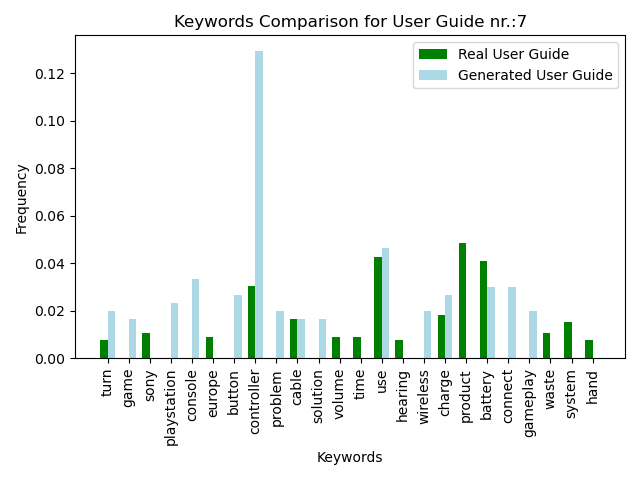 Keywords Comparison for User Guide nr.:7
Real User Guide
Generated User Guide
Frequency
0.12
0.10
0.08
0.06
0.04
0.02
0.00
turn
game
sony
playstation
console
europe
button
controller
problem
cable
solution
volume
time
use
hearing
wireless
charge
product
battery
connect
gameplay
waste
system
hand
Keywords